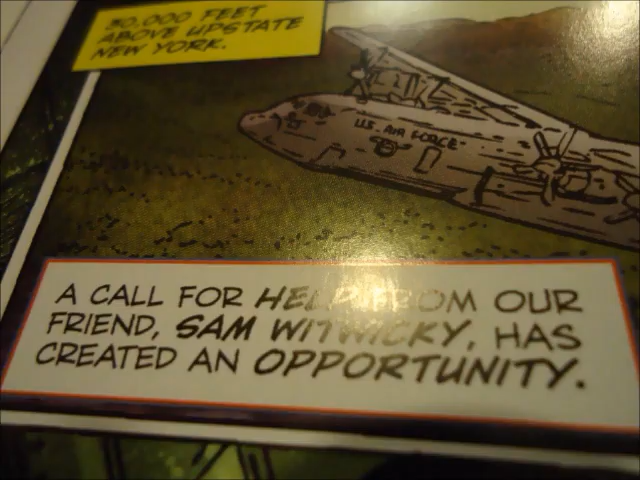 30,000 FEET
ABOVE UPSTATE
NEW YORK.
U.S. AIR FORCE
A CALL FOR HELP FROM OUR
FRIEND, SAM WITWICKY, HAS
CREATED AN OPPORTUNITY.